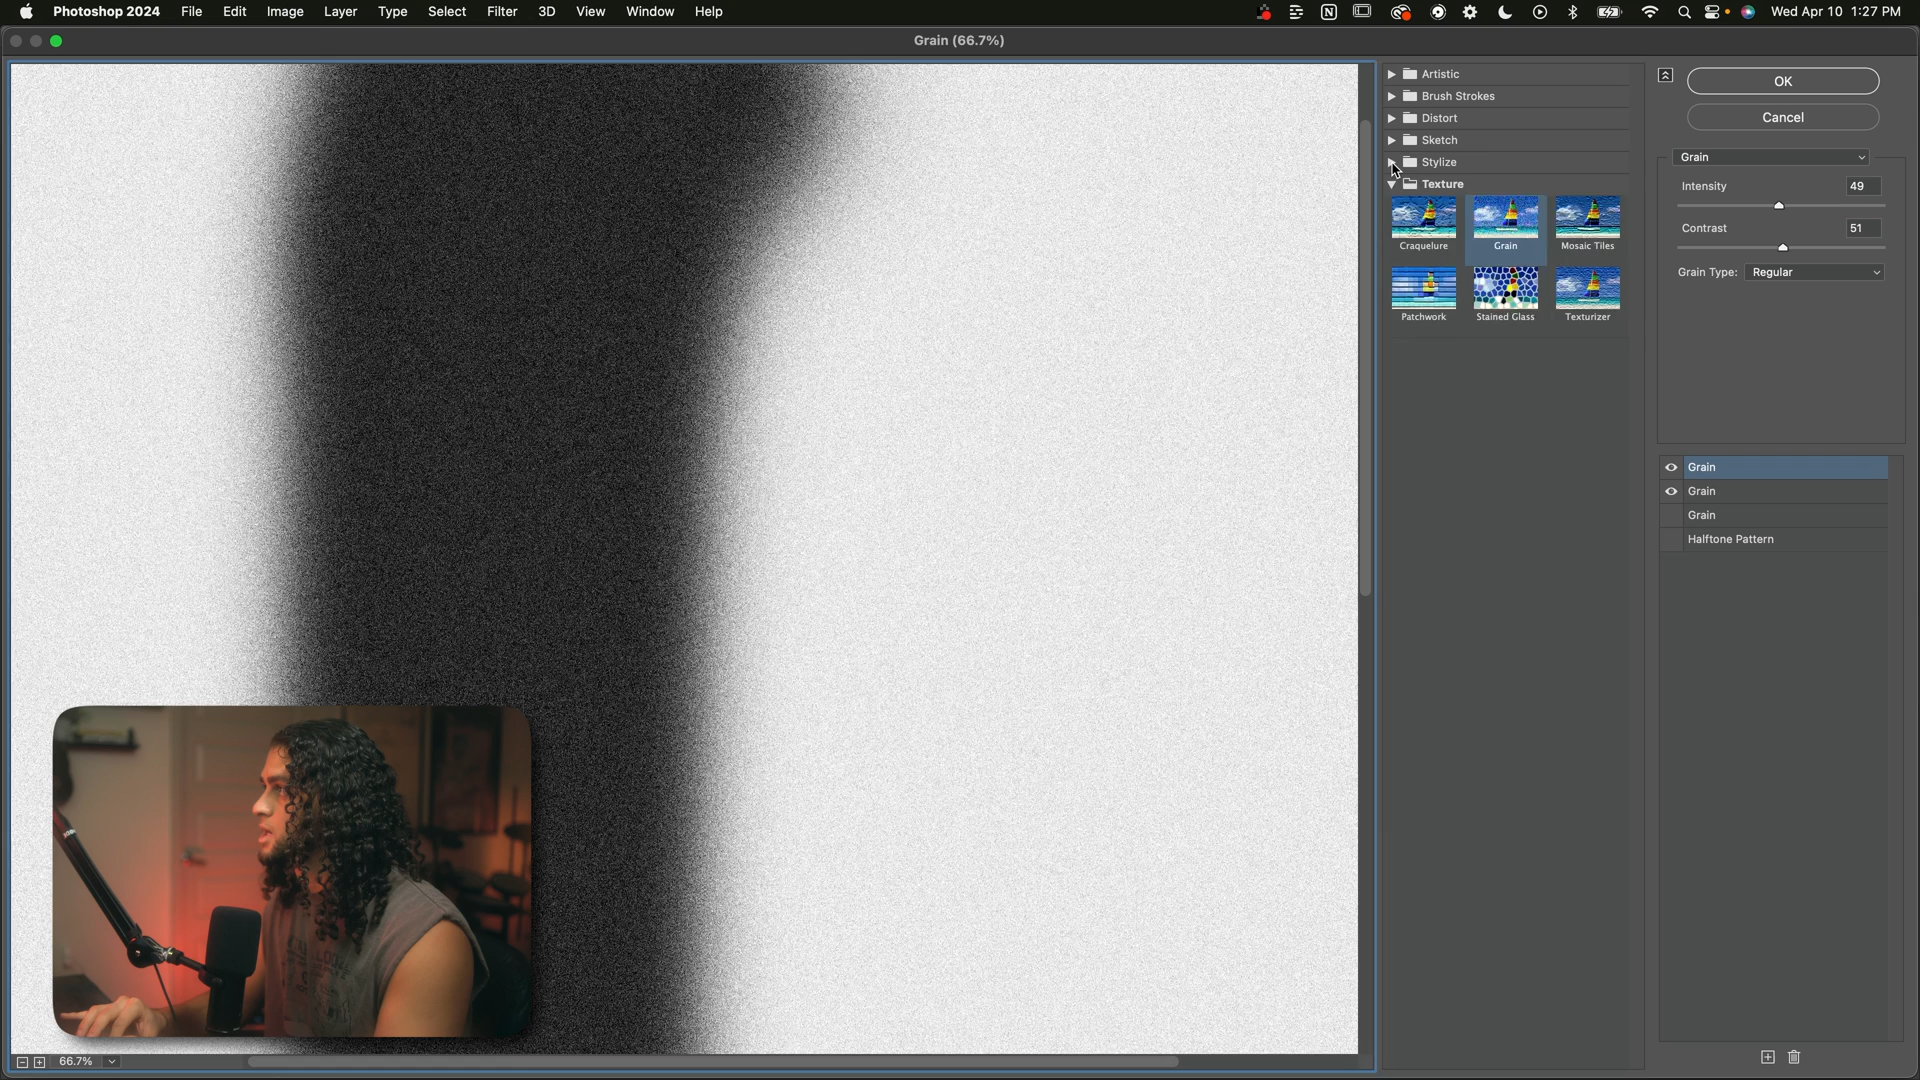 Photoshop 2024 File Edit Image Layer Type Select Filter 3D View Window Help Wed Apr 10 1:27 PM
Grain (66.7%)
Artistic
Brush Strokes
Distort
Sketch
Stylize
Texture
Craquelure Grain Mosaic Tiles
Patchwork Stained Glass Texturizer
OK
Cancel
Grain
Intensity 49
Contrast 51
Grain Type: Regular
Grain
Grain
Grain
Halftone Pattern
66.7%